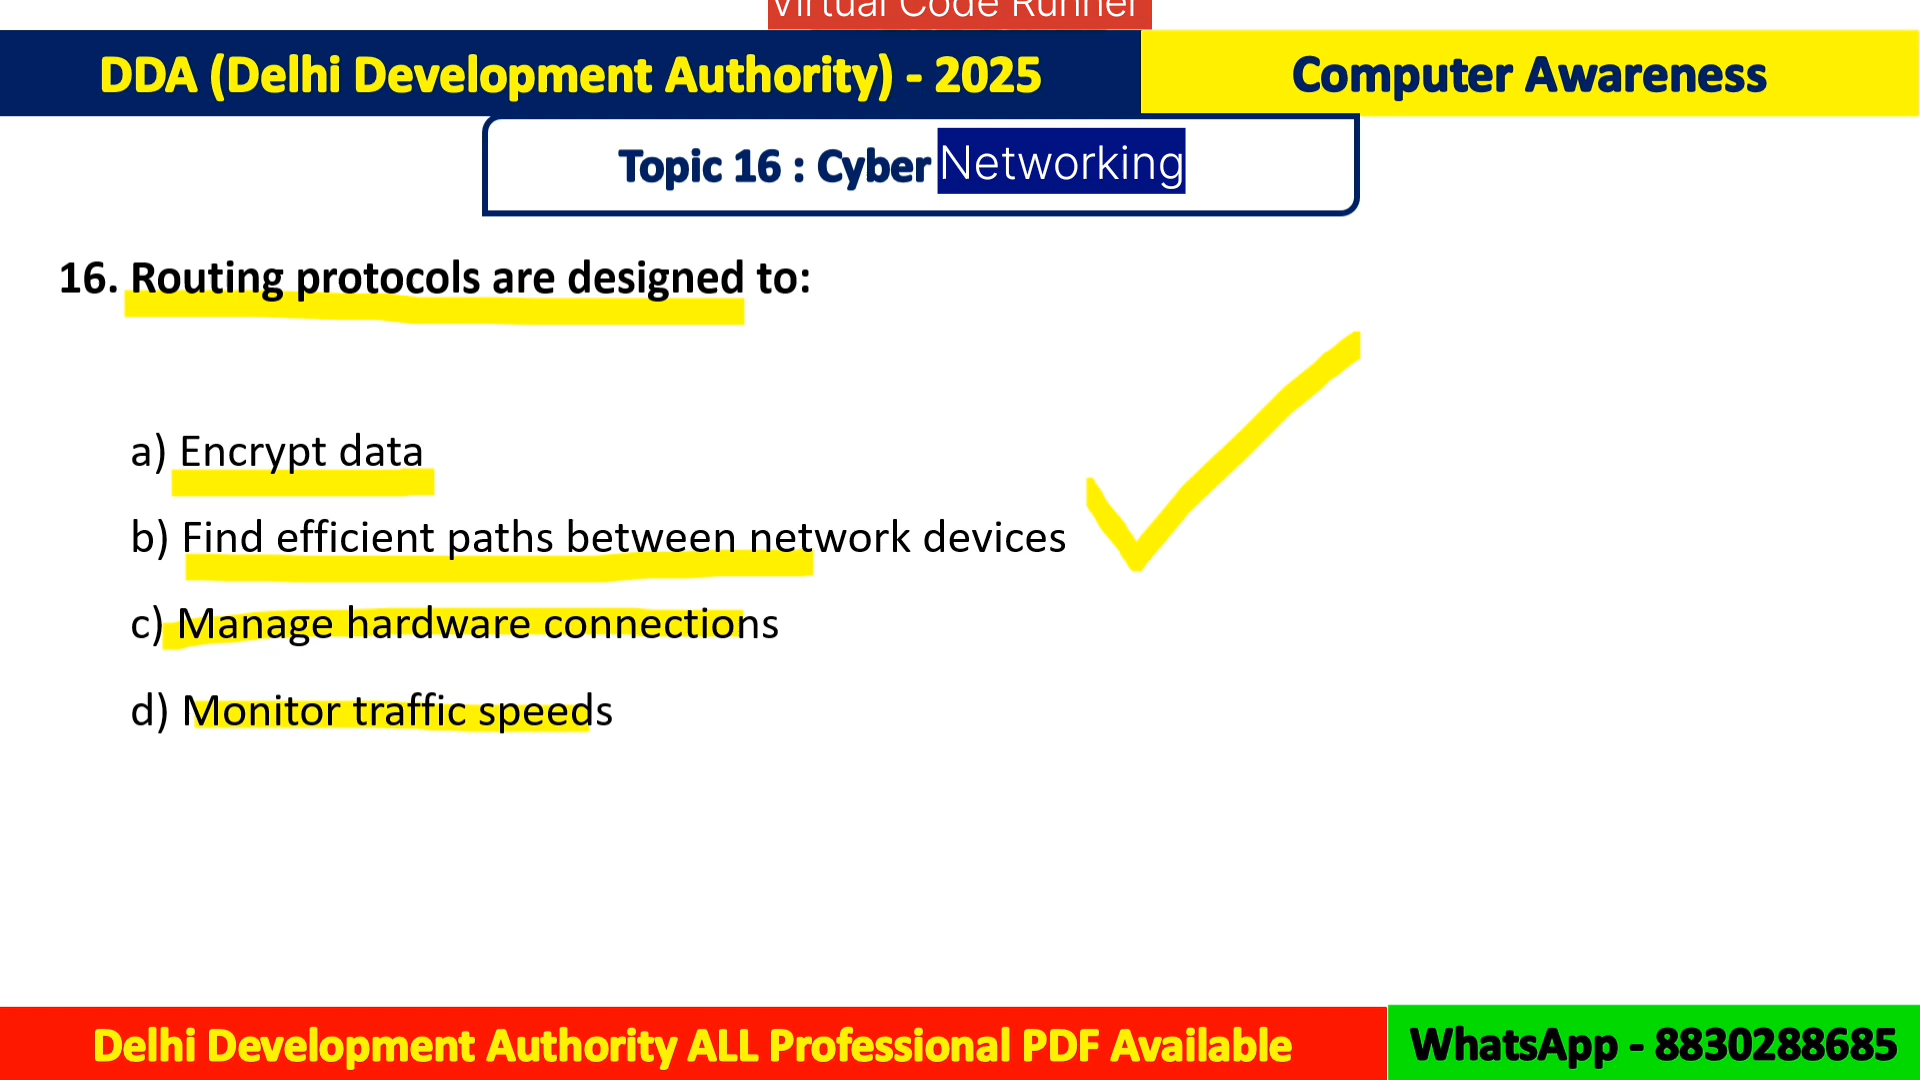 Virtual Code Runner
DDA (Delhi Development Authority) - 2025
Computer Awareness
Topic 16 : Cyber Networking
16. Routing protocols are designed to:
a) Encrypt data
b) Find efficient paths between network devices
c) Manage hardware connections
d) Monitor traffic speeds
Delhi Development Authority ALL Professional PDF Available
WhatsApp - 8830288685